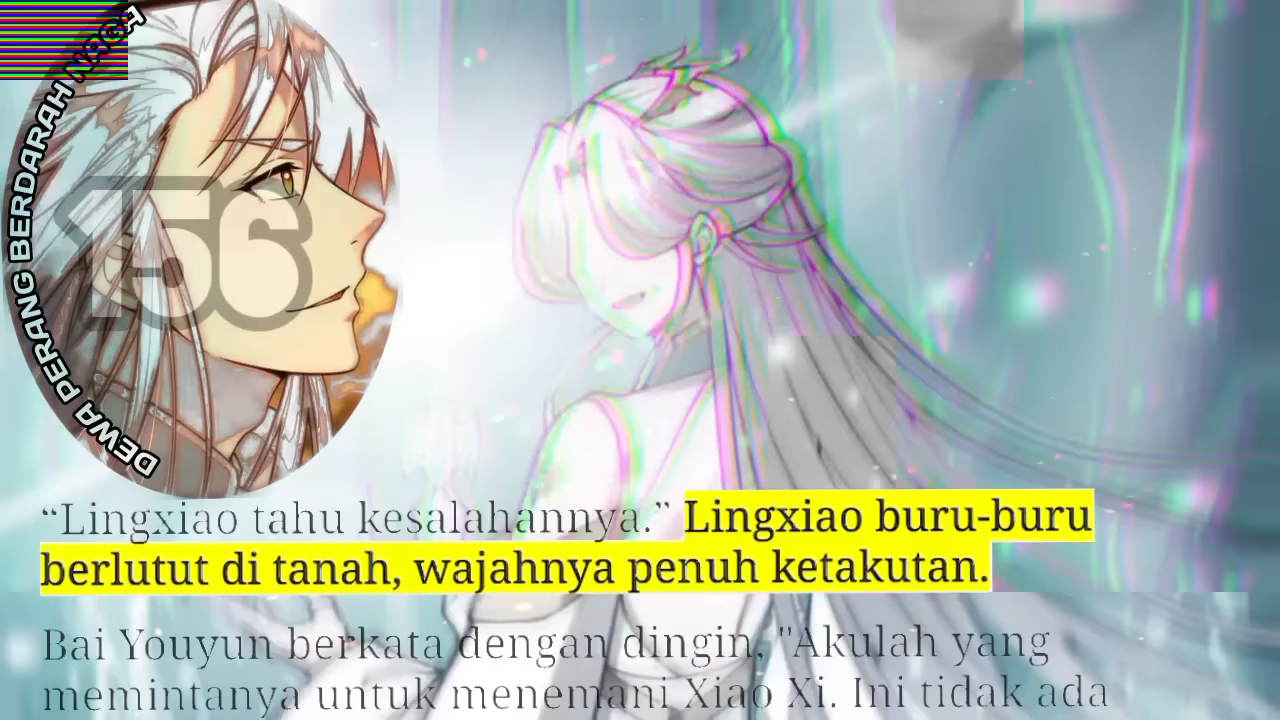 DEWA PERANG BERDARAH NAGA
156
“Lingxiao tahu kesalahannya.” Lingxiao buru-buru
berlutut di tanah, wajahnya penuh ketakutan.
Bai Youyun berkata dengan dingin, "Akulah yang
memintanya untuk menemani Xiao Xi. Ini tidak ada